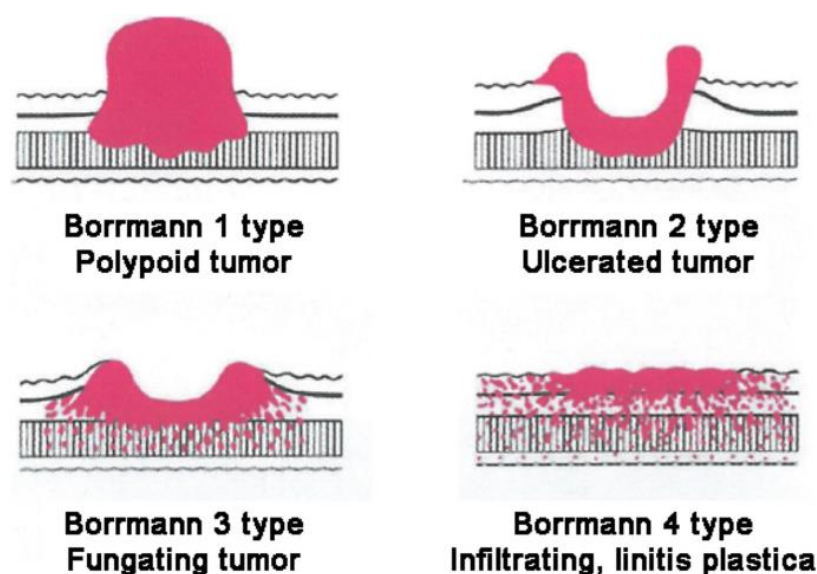 Borrmann 1 type
Polypoid tumor
Borrmann 2 type
Ulcerated tumor
Borrmann 3 type
Fungating tumor
Borrmann 4 type
Infiltrating, linitis plastica